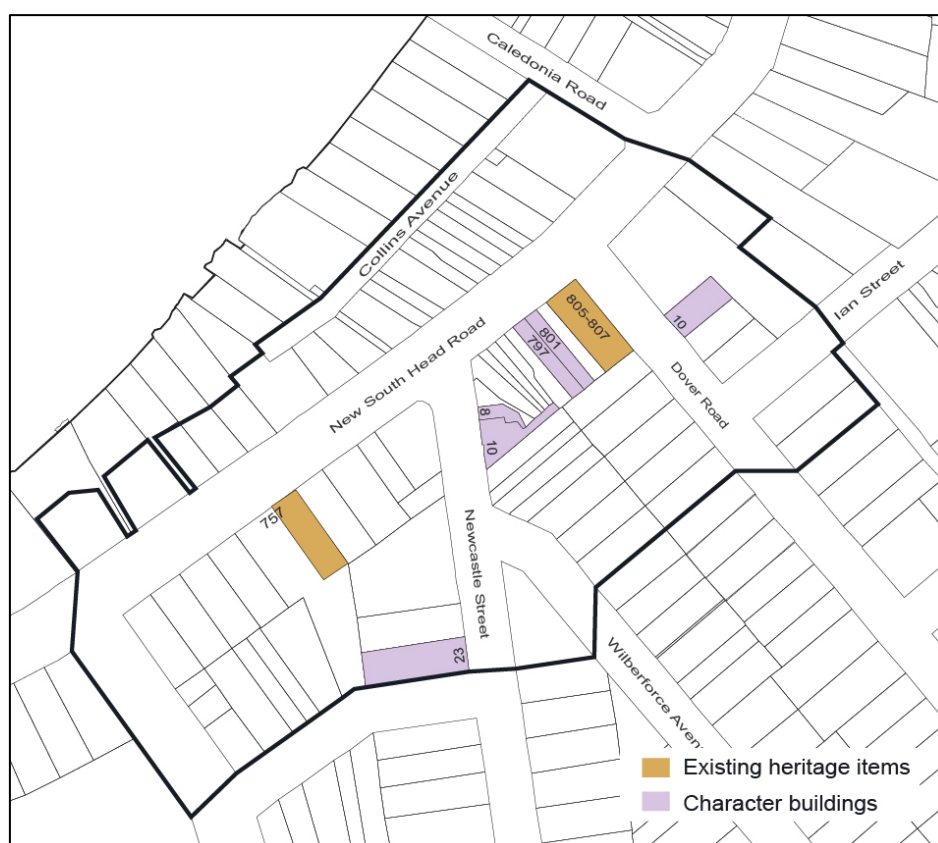 Caledonia Road
Collins Avenue
Ian Street
805-807
10
801
797
New South Head Road
Dover Road
8
10
757
Newcastle Street
23
Wilberforce Avenu
Existing heritage items
Character buildings